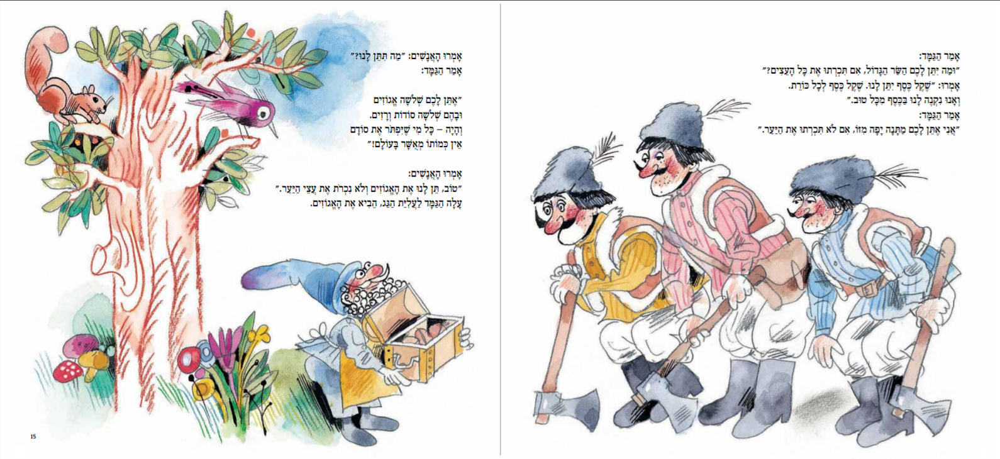 אָמַר הַגַּמָּד:
"וּמַה יִּתֵּן לָכֶם הַשַּׂר הַגָּדוֹל, אִם תִּכְרְתוּ אֶת כָּל הָעֵצִים?"
אָמְרוּ: "שֶׁקֶל כֶּסֶף יִתֵּן לָנוּ. שֶׁקֶל כֶּסֶף לְכָל כּוֹרֵת.
וְאָנוּ נִקְנֶה לָנוּ בַּכֶּסֶף מִכָּל טוּב."
אָמַר הַגַּמָּד:
"אֲנִי אֶתֵּן לָכֶם מַתָּנָה יָפָה מִזּוֹ, אִם לֹא תִּכְרְתוּ אֶת הַיַּעַר."
אָמְרוּ הָאֲנָשִׁים: "מַה תִּתֵּן לָנוּ?"
אָמַר הַגַּמָּד:
"אֶתֵּן לָכֶם שְׁלֹשָׁה אֱגוֹזִים
וּבָהֶם שְׁלֹשָׁה סוֹדוֹת וְרָזִים.
וְהָיָה – כָּל מִי שֶׁיִּפְתֹּר אֶת סוֹדָם
אֵין כְּמוֹתוֹ מְאֻשָּׁר בָּעוֹלָם!"
אָמְרוּ הָאֲנָשִׁים:
"טוֹב, תֵּן לָנוּ אֶת הָאֱגוֹזִים וְלֹא נִכְרֹת אֶת עֲצֵי הַיַּעַר."
עָלָה הַגַּמָּד לַעֲלִיַּת הַגַּג, הֵבִיא אֶת הָאֱגוֹזִים.
15